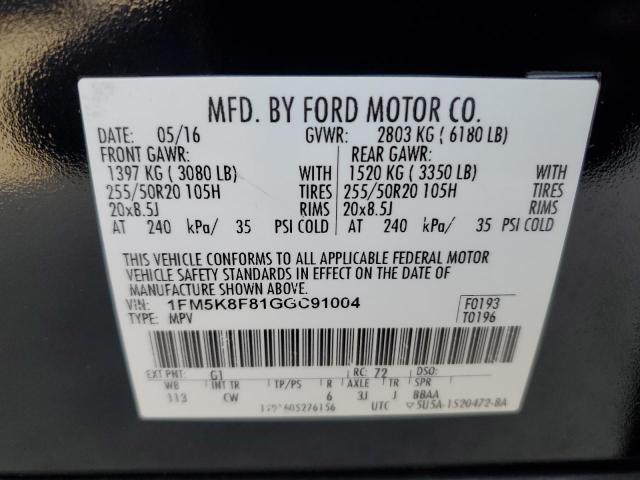 MFD. BY FORD MOTOR CO.
DATE: 05/16 GVWR: 2803 KG ( 6180 LB)
FRONT GAWR: REAR GAWR:
1397 KG ( 3080 LB) WITH 1520 KG ( 3350 LB) WITH
255/50R20 105H TIRES 255/50R20 105H TIRES
20x8.5J RIMS 20x8.5J RIMS
AT 240 kPa/ 35 PSI COLD AT 240 kPa/ 35 PSI COLD
THIS VEHICLE CONFORMS TO ALL APPLICABLE FEDERAL MOTOR
VEHICLE SAFETY STANDARDS IN EFFECT ON THE DATE OF
MANUFACTURE SHOWN ABOVE.
VIN: 1FM5K8F81GGC91004 F0193
TYPE: MPV T0196
EXT PNT: G1 RC: 72 DSO:
WB INT TR TP/PS R AXLE TR SPR
113 CW 6 3J J BBAA
UTC 5U5A-1520472-BA